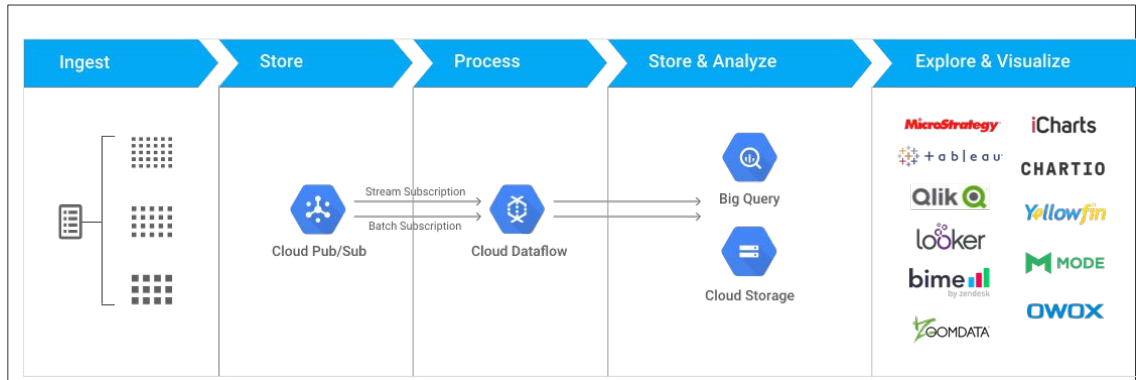 Ingest
Store
Process
Store & Analyze
Explore & Visualize
Stream Subscription
Batch Subscription
Cloud Pub/Sub
Cloud Dataflow
Big Query
Cloud Storage
MicroStrategy
iCharts
+ a b l e a u
CHARTIO
Qlik
Yellowfin
looker
MODE
bime
by zendesk
OWOX
ZOOMDATA